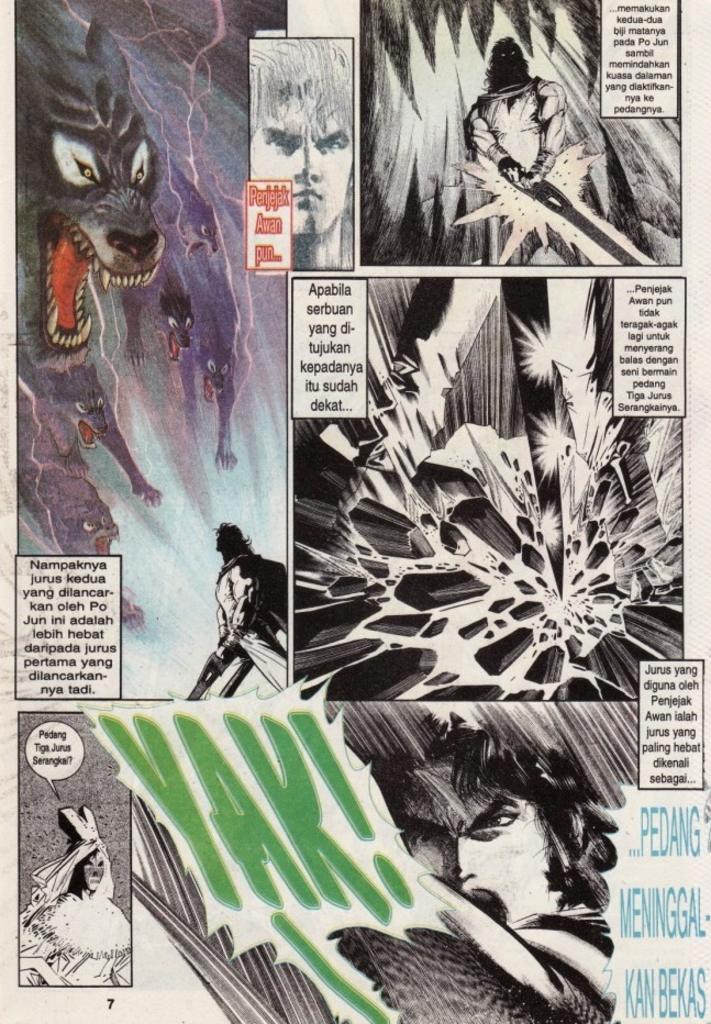 Penjejak
Awan
pun...
...memakukan
kedua-dua
biji matanya
pada Po Jun
sambil
memindahkan
kuasa dalaman
yang diaktifkan-
nya ke
pedangnya.
Nampaknya
jurus kedua
yang dilancar-
kan oleh Po
Jun ini adalah
lebih hebat
daripada jurus
pertama yang
dilancarkan-
nya tadi.
Apabila
serbuan
yang di-
tujukan
kepadanya
itu sudah
dekat...
...Penjejak
Awan pun
tidak
teragak-agak
lagi untuk
menyerang
balas dengan
seni bermain
pedang
Tiga Jurus
Serangkainya.
Pedang
Tiga Jurus
Serangkai?
YAK!
Jurus yang
diguna oleh
Penjejak
Awan ialah
jurus yang
paling hebat
dikenali
sebagai...
...PEDANG
MENINGGAL-
KAN BEKAS
7